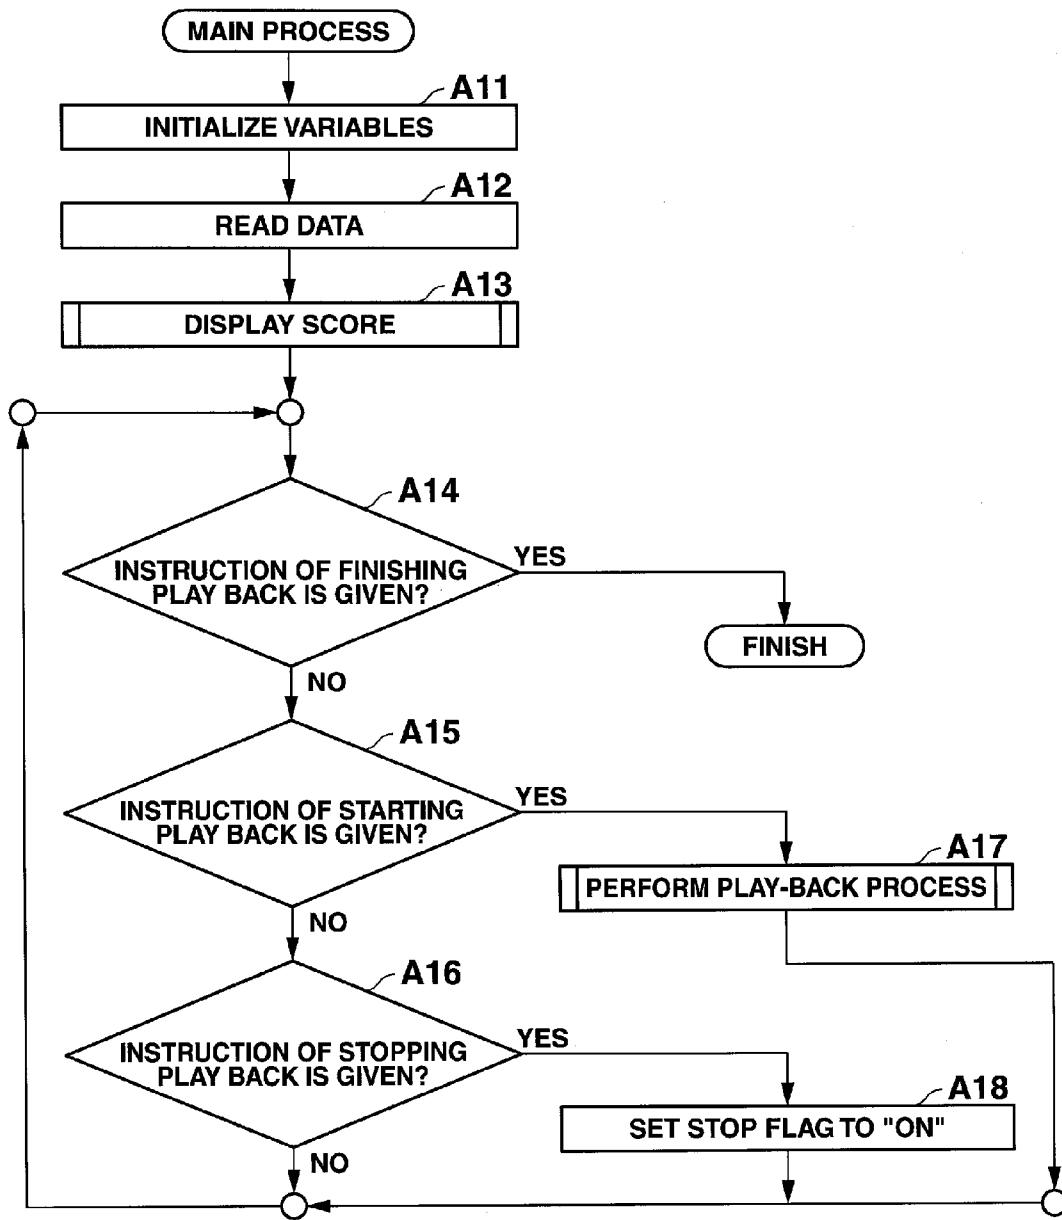 MAIN PROCESS
A11
INITIALIZE VARIABLES
A12
READ DATA
A13
DISPLAY SCORE
A14
INSTRUCTION OF FINISHING
PLAY BACK IS GIVEN?
YES
FINISH
NO
A15
INSTRUCTION OF STARTING
PLAY BACK IS GIVEN?
YES
A17
PERFORM PLAY-BACK PROCESS
NO
A16
INSTRUCTION OF STOPPING
PLAY BACK IS GIVEN?
YES
A18
SET STOP FLAG TO "ON"
NO